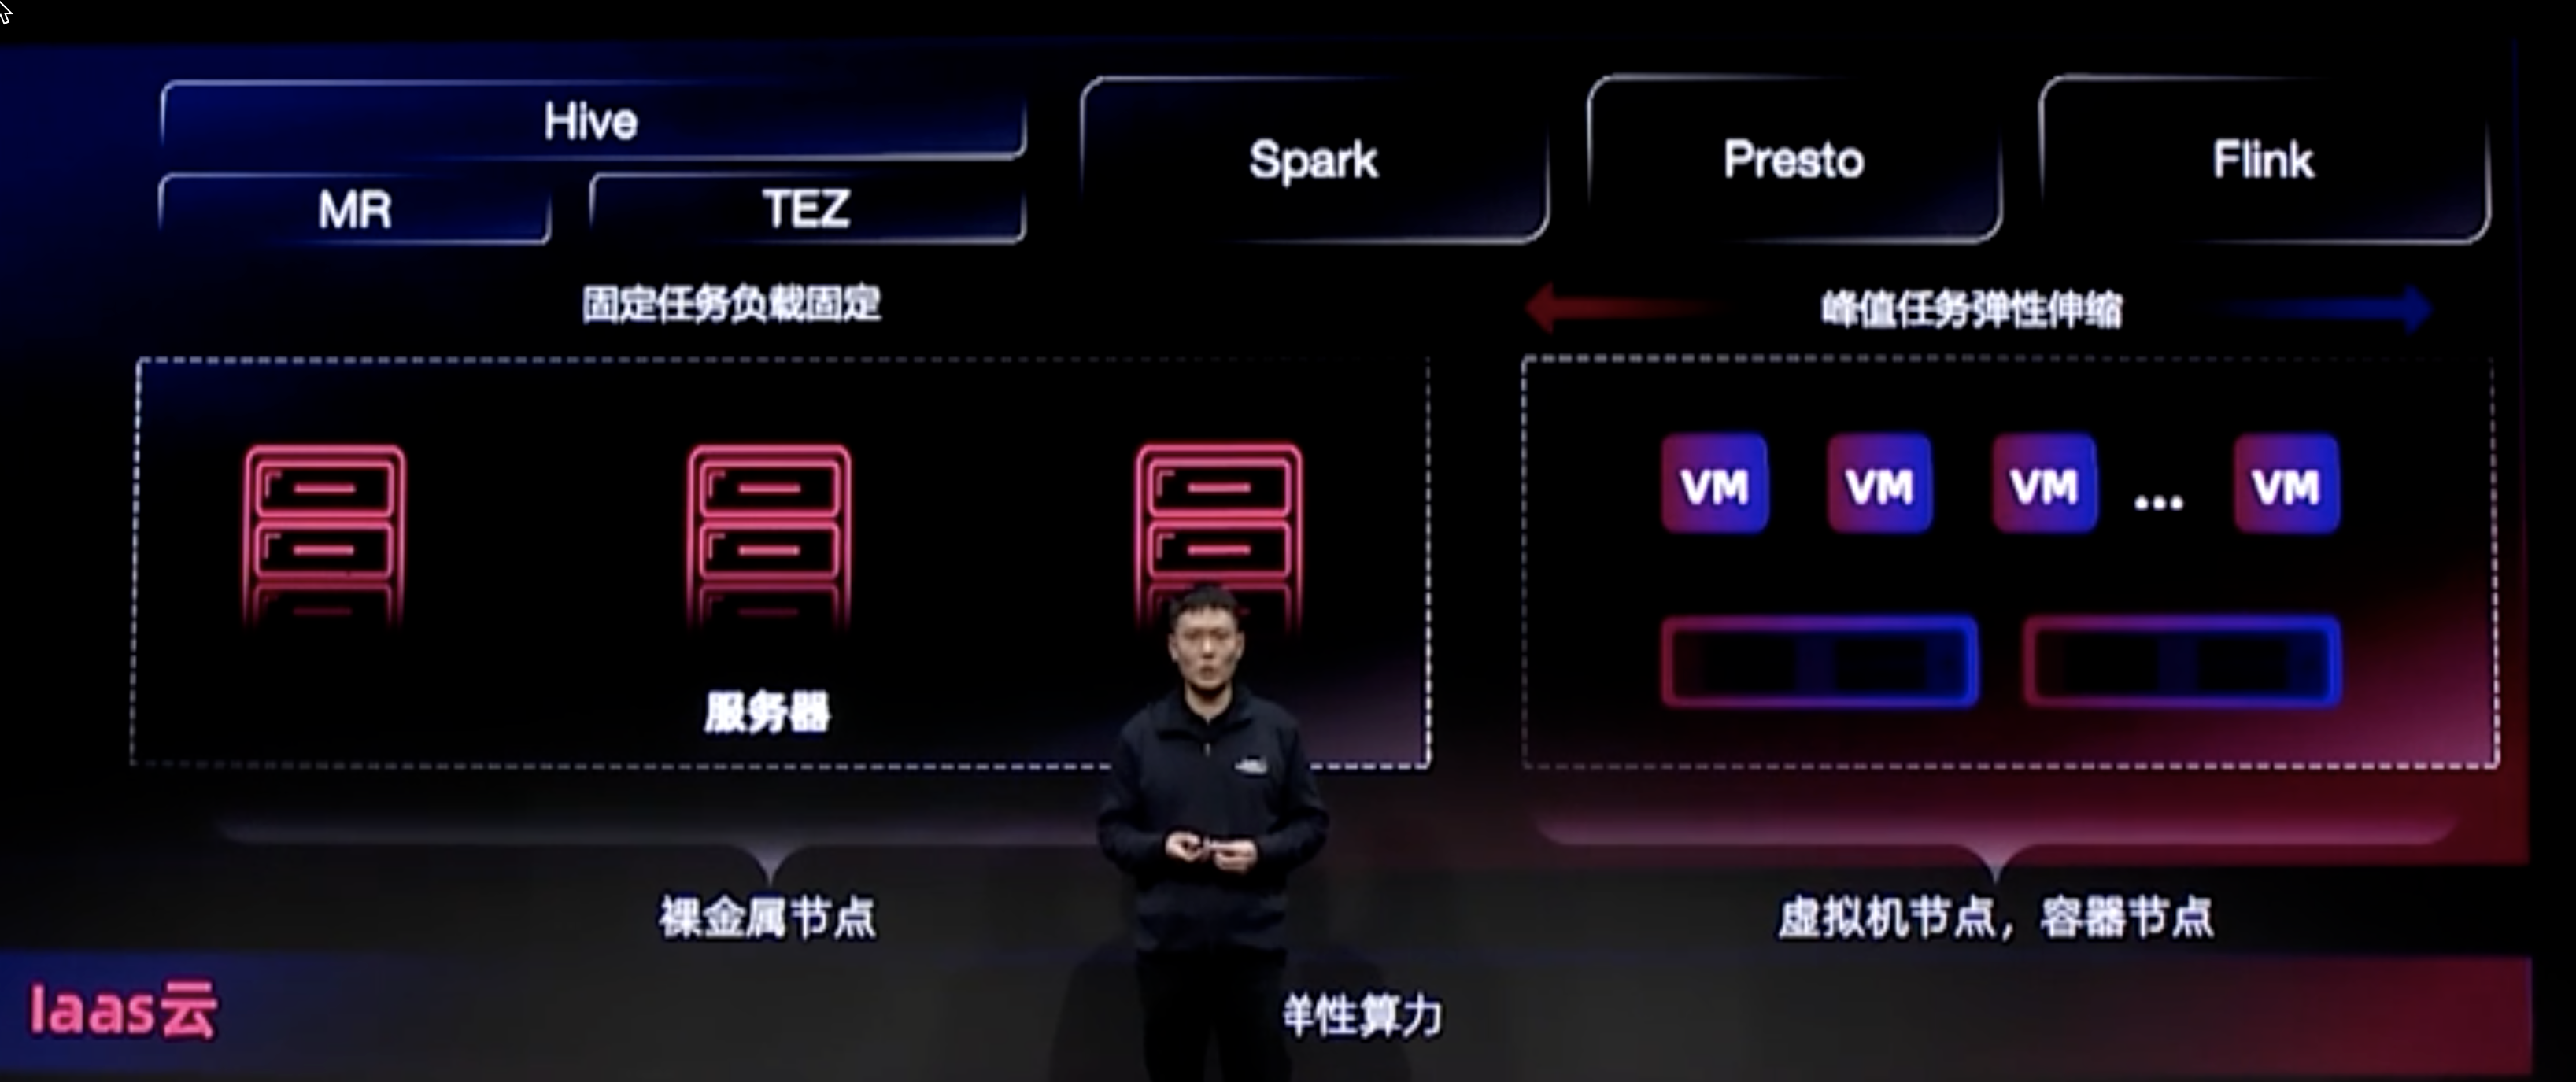 Hive
MR
TEZ
Spark
Presto
Flink
固定任务负载固定
峰值任务弹性伸缩
VM VM VM ... VM
服务器
裸金属节点
虚拟机节点，容器节点
Iaas云
性算力